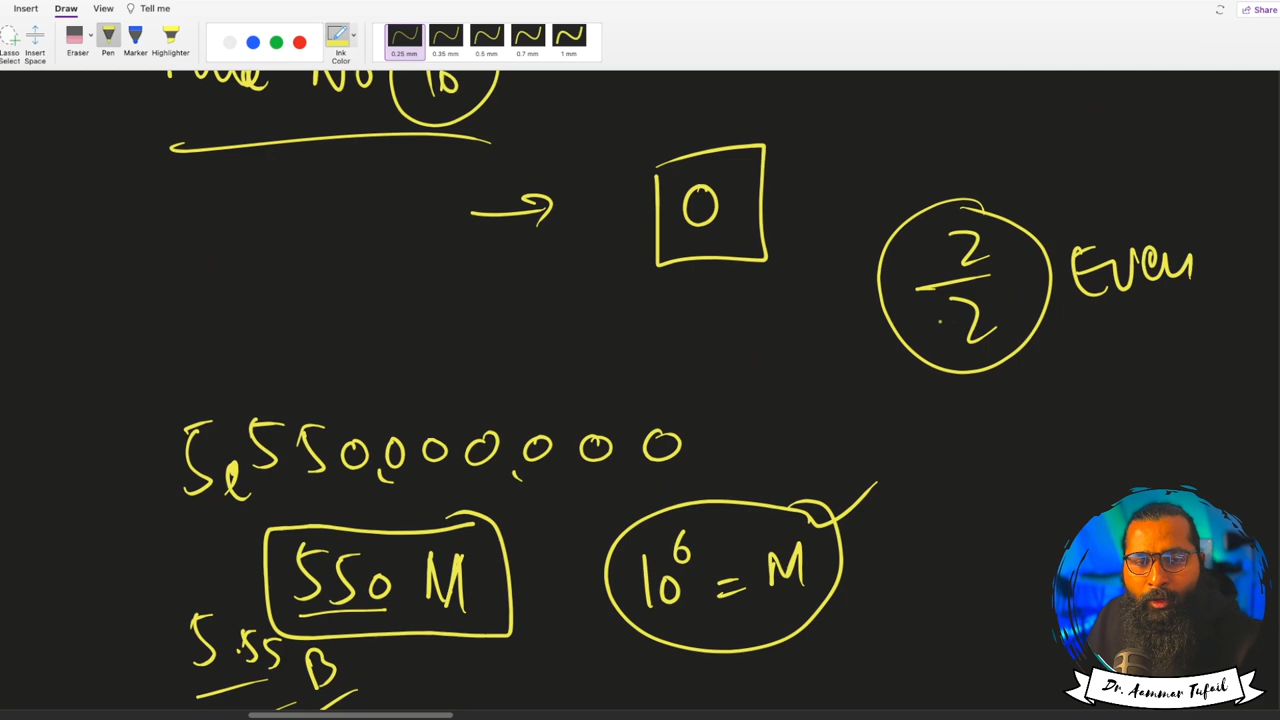 Insert Draw View Tell me
Share
Lasso Select
Insert Space
Eraser
Pen
Marker
Highlighter
Ink Color
0.25 mm
0.35 mm
0.5 mm
0.7 mm
1 mm
No 10
→ 0
2
2
Even
5,550,000,000
550 M
10⁶ = M
5.55 B
Dr. Aammar Tufail